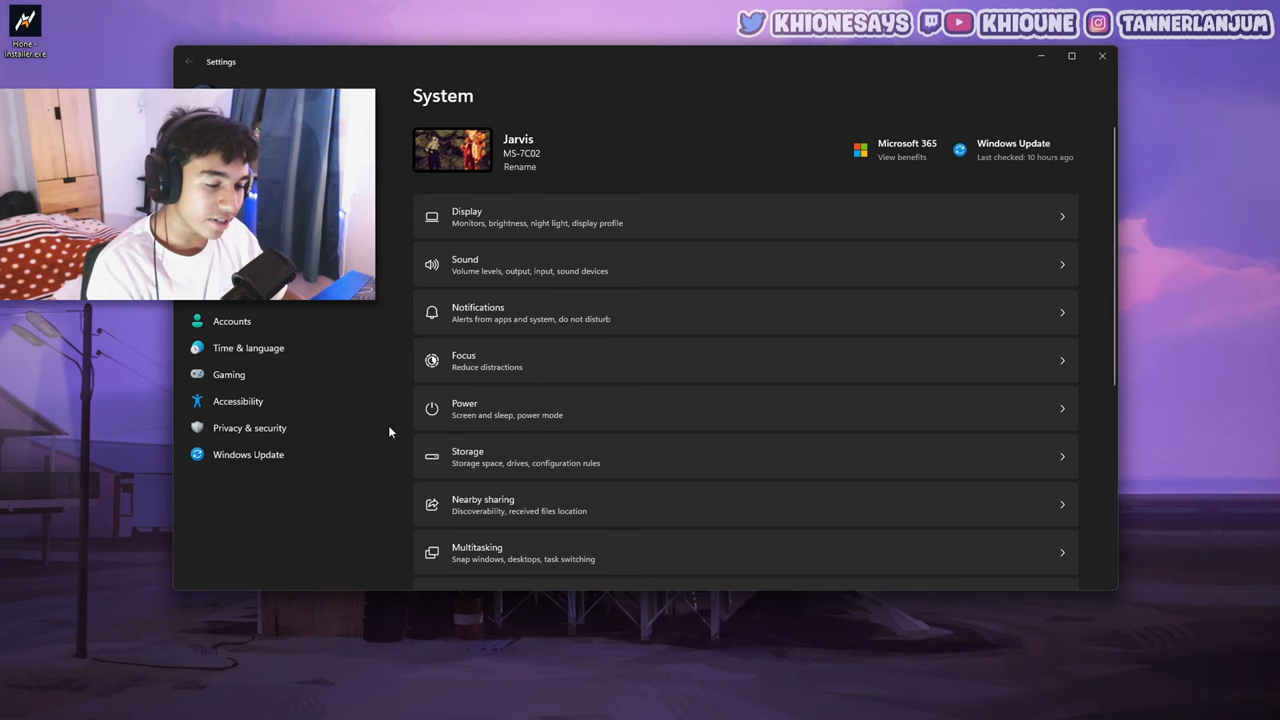 KHIONESAYS
KHIOUNE
TANNERLANJUM
Hone -
Installer.exe
Settings
System
Jarvis
MS-7C02
Rename
Microsoft 365
View benefits
Windows Update
Last checked: 10 hours ago
Display
Monitors, brightness, night light, display profile
Sound
Volume levels, output, input, sound devices
Notifications
Alerts from apps and system, do not disturb
Focus
Reduce distractions
Power
Screen and sleep, power mode
Storage
Storage space, drives, configuration rules
Nearby sharing
Discoverability, received files location
Multitasking
Snap windows, desktops, task switching
Accounts
Time & language
Gaming
Accessibility
Privacy & security
Windows Update